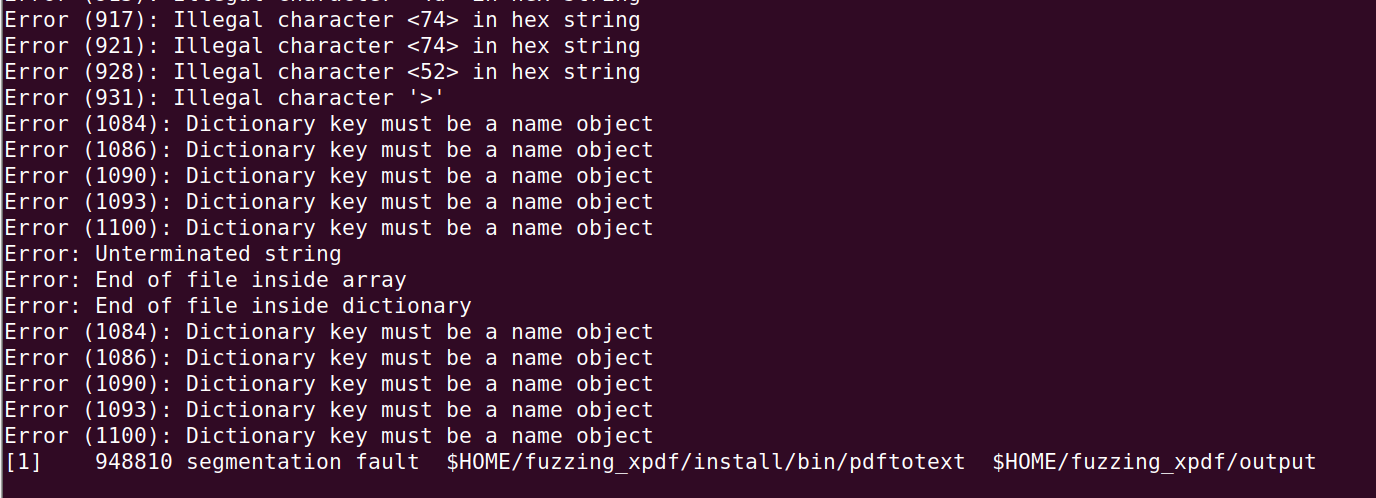 Error (917): Illegal character <74> in hex string
Error (921): Illegal character <74> in hex string
Error (928): Illegal character <52> in hex string
Error (931): Illegal character '>'
Error (1084): Dictionary key must be a name object
Error (1086): Dictionary key must be a name object
Error (1090): Dictionary key must be a name object
Error (1093): Dictionary key must be a name object
Error (1100): Dictionary key must be a name object
Error: Unterminated string
Error: End of file inside array
Error: End of file inside dictionary
Error (1084): Dictionary key must be a name object
Error (1086): Dictionary key must be a name object
Error (1090): Dictionary key must be a name object
Error (1093): Dictionary key must be a name object
Error (1100): Dictionary key must be a name object
[1]    948810 segmentation fault  $HOME/fuzzing_xpdf/install/bin/pdftotext  $HOME/fuzzing_xpdf/output